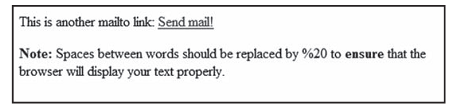 This is another mailto link: Send mail!
Note: Spaces between words should be replaced by %20 to ensure that the
browser will display your text properly.